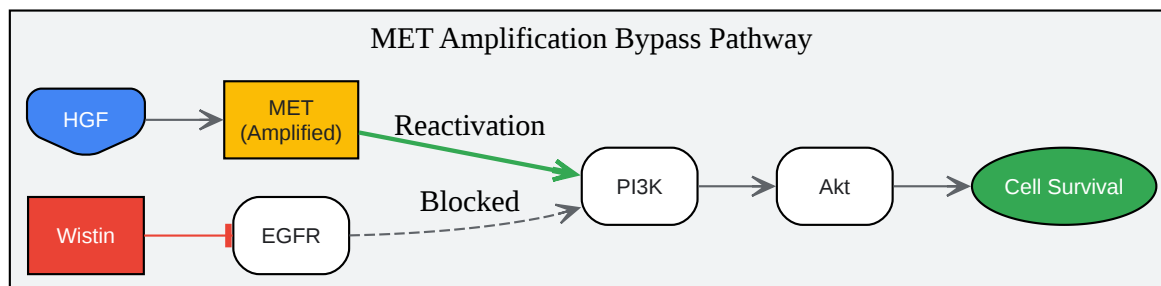 MET Amplification Bypass Pathway
HGF
MET
(Amplified)
Reactivation
PI3K
Akt
Cell Survival
Wistin
EGFR
Blocked